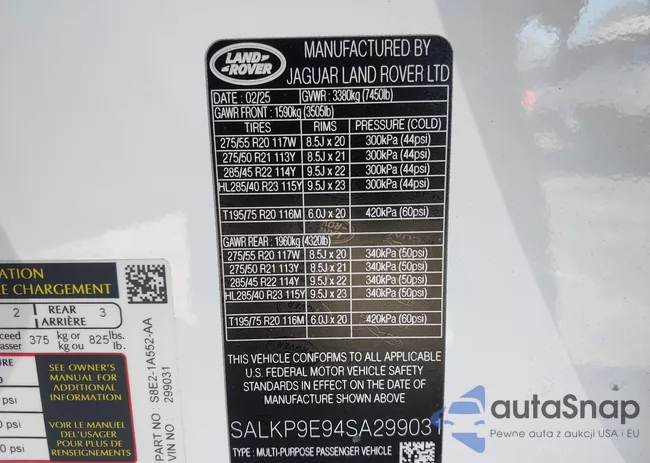 LAND
ROVER
MANUFACTURED BY
JAGUAR LAND ROVER LTD
DATE : 02/25 GVWR : 3380kg (7450lb)
GAWR FRONT : 1590kg (3505lb)
TIRES RIMS PRESSURE (COLD)
275/55 R20 117W 8.5J x 20 300kPa (44psi)
275/50 R21 113Y 8.5J x 21 300kPa (44psi)
285/45 R22 114Y 9.5J x 22 300kPa (44psi)
HL285/40 R23 115Y 9.5J x 23 300kPa (44psi)
T195/75 R20 116M 6.0J x 20 420kPa (60psi)
GAWR REAR : 1960kg (4320lb)
275/55 R20 117W 8.5J x 20 340kPa (50psi)
275/50 R21 113Y 8.5J x 21 340kPa (50psi)
285/45 R22 114Y 9.5J x 22 340kPa (50psi)
HL285/40 R23 115Y 9.5J x 23 340kPa (50psi)
T195/75 R20 116M 6.0J x 20 420kPa (60psi)
THIS VEHICLE CONFORMS TO ALL APPLICABLE
U.S. FEDERAL MOTOR VEHICLE SAFETY
STANDARDS IN EFFECT ON THE DATE OF
MANUFACTURE SHOWN ABOVE
SALKP9E94SA299031
TYPE: MULTI-PURPOSE PASSENGER VEHICLE
CHARGEMENT
2 REAR 3
ARRIÈRE
375 kg or 825 lbs.
kg ou
SEE OWNER'S
MANUAL FOR
ADDITIONAL
INFORMATION
psi
VOIR LE MANUEL
DE L'USAGER
POUR PLUS DE
RENSEIGNEMENTS
0 psi
PART NO S8E2-1A552-AA
VIN NO 299031
autoSnap
Pewne auta z aukcji USA i EU